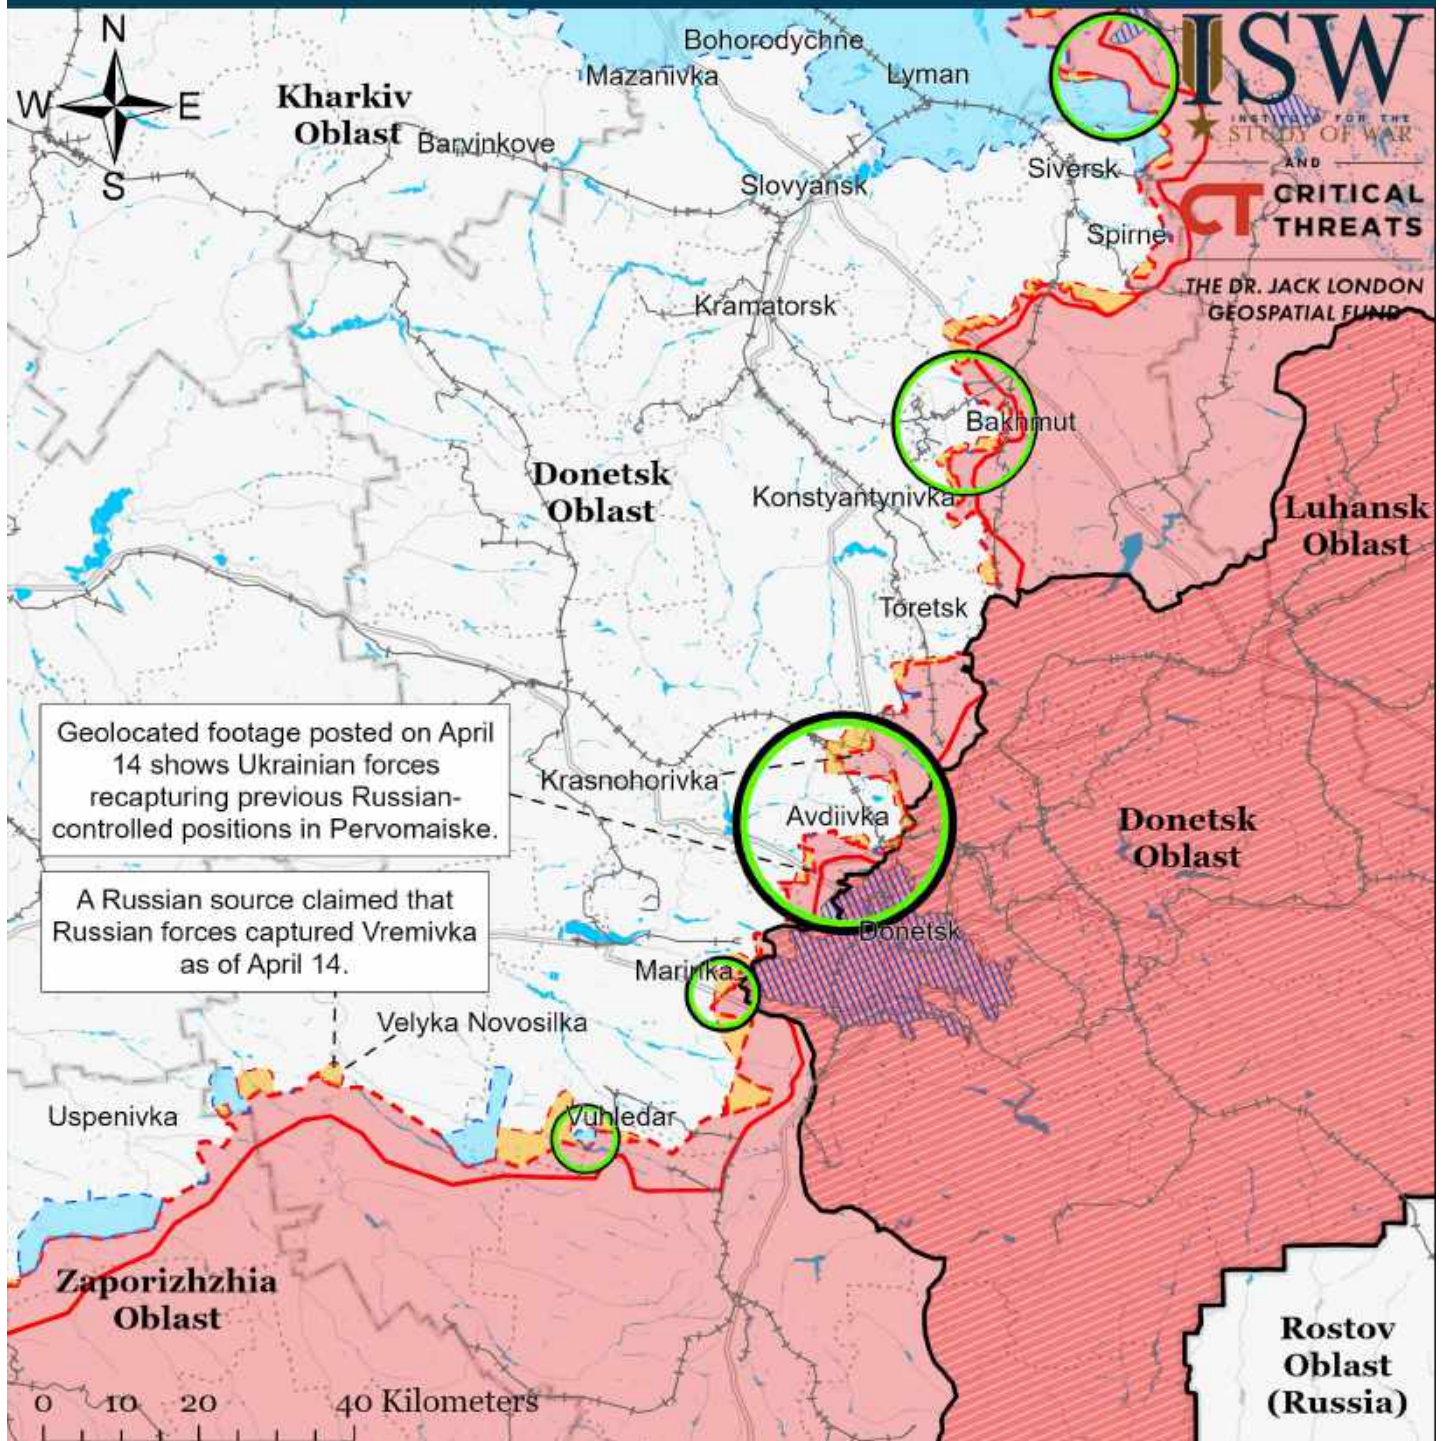 N
W
E
S
Kharkiv
Oblast
Bohorodychne
Mazanivka
Lyman
Barvinkove
Slovyansk
Siversk
Spirne
Kramatorsk
Bakhmut
Konstyantynivka
Donetsk
Oblast
Toretsk
ISW
INSTITUTE FOR THE
STUDY OF WAR
AND
CT CRITICAL
THREATS
THE DR. JACK LONDON
GEOSPATIAL FUND
Luhansk
Oblast
Geolocated footage posted on April
14 shows Ukrainian forces
recapturing previous Russian-
controlled positions in Pervomaiske.
Krasnohorivka
Avdiivka
Donetsk
Oblast
A Russian source claimed that
Russian forces captured Vremivka
as of April 14.
Donetsk
Marinka
Velyka Novosilka
Uspenivka
Vuhledar
Zaporizhzhia
Oblast
Rostov
Oblast
(Russia)
0 10 20 40 Kilometers